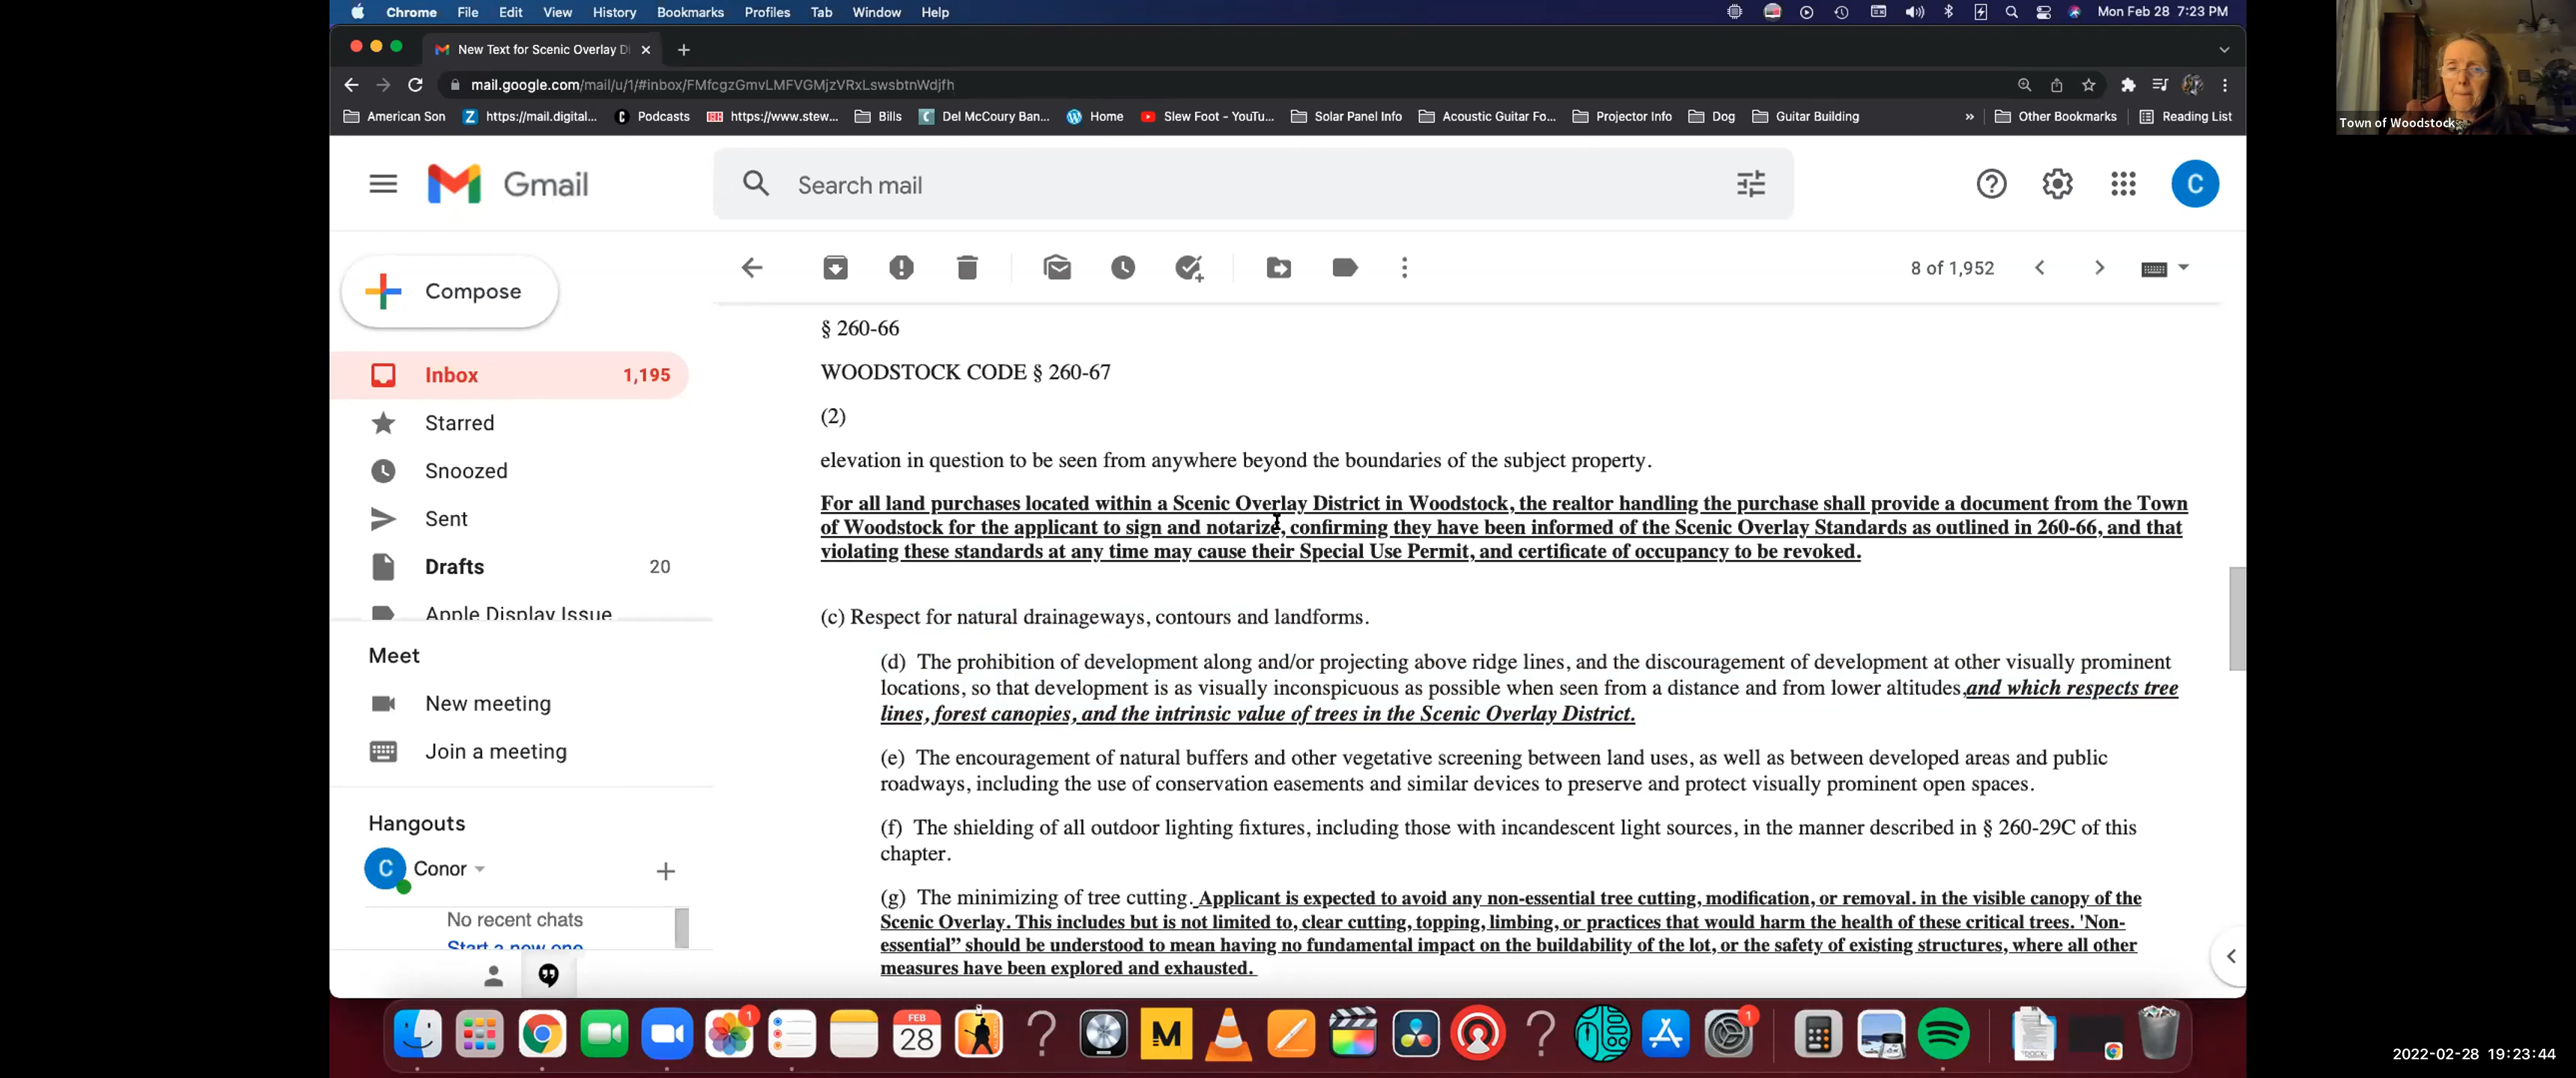 Chrome File Edit View History Bookmarks Profiles Tab Window Help Mon Feb 28 7:23 PM
New Text for Scenic Overlay Di
mail.google.com/mail/u/1/#inbox/FMfcgzGmvLMFVGMjzVRxLswsbtnWdjfh
American Son https://mail.digital... Podcasts https://www.stew... Bills Del McCoury Ban... Home Slew Foot - YouTu... Solar Panel Info Acoustic Guitar Fo... Projector Info Dog Guitar Building » Other Bookmarks Reading List
Town of Woodstock
Gmail
Search mail
C
Compose
8 of 1,952
Inbox 1,195
Starred
Snoozed
Sent
Drafts 20
Apple Display Issue
Meet
New meeting
Join a meeting
Hangouts
C Conor
No recent chats
Start a new one
§ 260-66
WOODSTOCK CODE § 260-67
(2)
elevation in question to be seen from anywhere beyond the boundaries of the subject property.
For all land purchases located within a Scenic Overlay District in Woodstock, the realtor handling the purchase shall provide a document from the Town
of Woodstock for the applicant to sign and notarize, confirming they have been informed of the Scenic Overlay Standards as outlined in 260-66, and that
violating these standards at any time may cause their Special Use Permit, and certificate of occupancy to be revoked.
(c) Respect for natural drainageways, contours and landforms.
(d) The prohibition of development along and/or projecting above ridge lines, and the discouragement of development at other visually prominent
locations, so that development is as visually inconspicuous as possible when seen from a distance and from lower altitudes,and which respects tree
lines, forest canopies, and the intrinsic value of trees in the Scenic Overlay District.
(e) The encouragement of natural buffers and other vegetative screening between land uses, as well as between developed areas and public
roadways, including the use of conservation easements and similar devices to preserve and protect visually prominent open spaces.
(f) The shielding of all outdoor lighting fixtures, including those with incandescent light sources, in the manner described in § 260-29C of this
chapter.
(g) The minimizing of tree cutting. Applicant is expected to avoid any non-essential tree cutting, modification, or removal. in the visible canopy of the
Scenic Overlay. This includes but is not limited to, clear cutting, topping, limbing, or practices that would harm the health of these critical trees. 'Non-
essential” should be understood to mean having no fundamental impact on the buildability of the lot, or the safety of existing structures, where all other
measures have been explored and exhausted.
1 FEB 28 M 1
2022-02-28 19:23:44